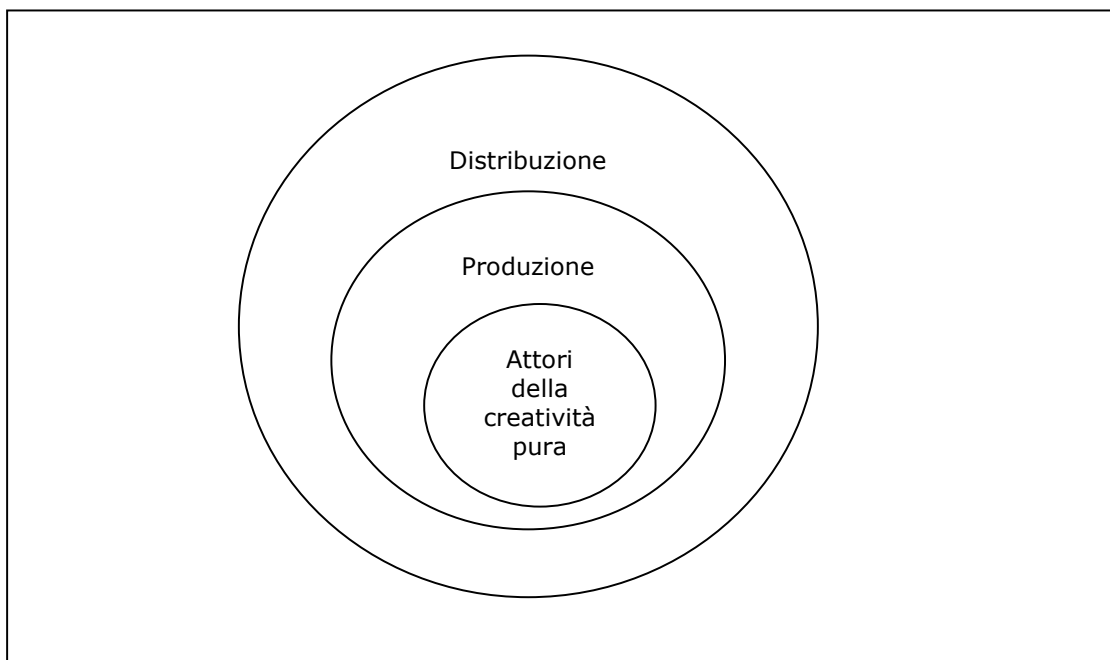 Distribuzione
Produzione
Attori
della
creatività
pura